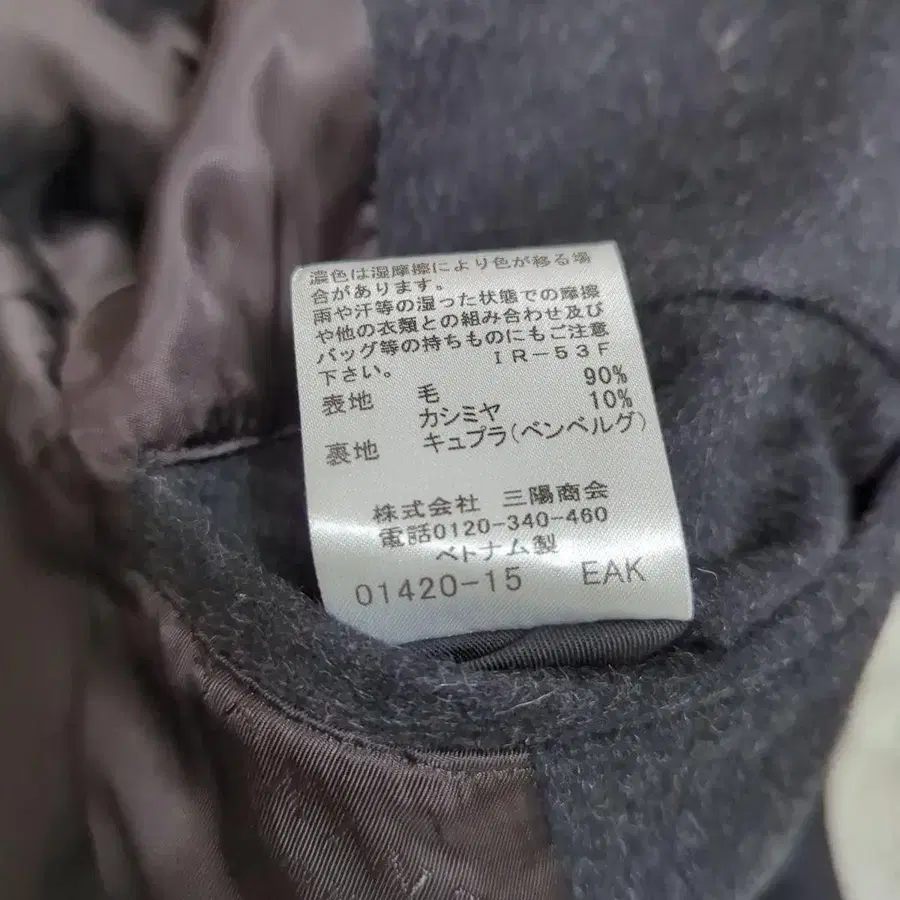 濃色は湿摩擦により色が移る場
合があります。
雨や汗等の湿った状態での摩擦
や他の衣類との組み合わせ及び
バッグ等の持ちものにもご注意
下さい。 IR-53F
表地 毛 90%
カシミヤ 10%
裏地 キュプラ(ベンベルグ)
株式会社 三陽商会
電話0120-340-460
ベトナム製
01420-15 EAK